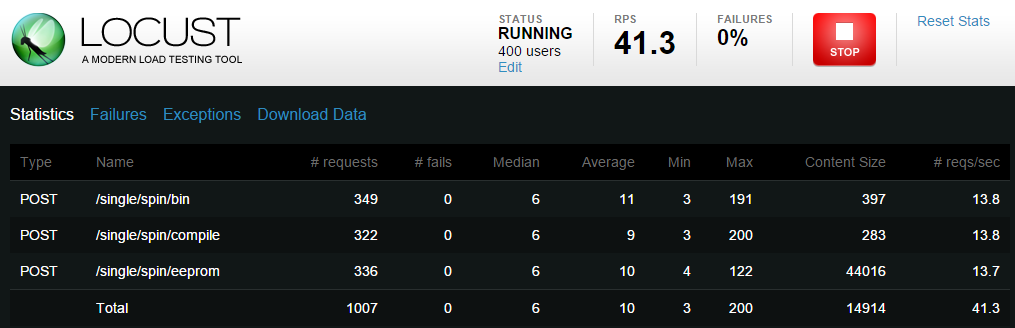 LOCUST
A MODERN LOAD TESTING TOOL
STATUS
RUNNING
400 users
Edit
RPS
41.3
FAILURES
0%
STOP
Reset Stats
Statistics Failures Exceptions Download Data
Type Name # requests # fails Median Average Min Max Content Size # reqs/sec
POST /single/spin/bin 349 0 6 11 3 191 397 13.8
POST /single/spin/compile 322 0 6 9 3 200 283 13.8
POST /single/spin/eeprom 336 0 6 10 4 122 44016 13.7
Total 1007 0 6 10 3 200 14914 41.3